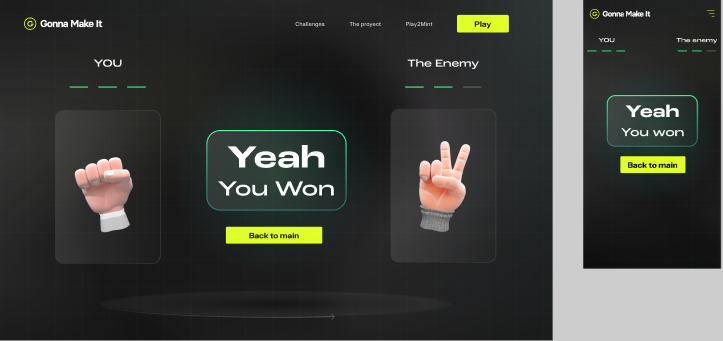 Gonna Make It
Challenges
The proyect
Play2Mint
Play
YOU
The Enemy
Yeah
You Won
Back to main
Gonna Make It
YOU
The enemy
Yeah
You won
Back to main